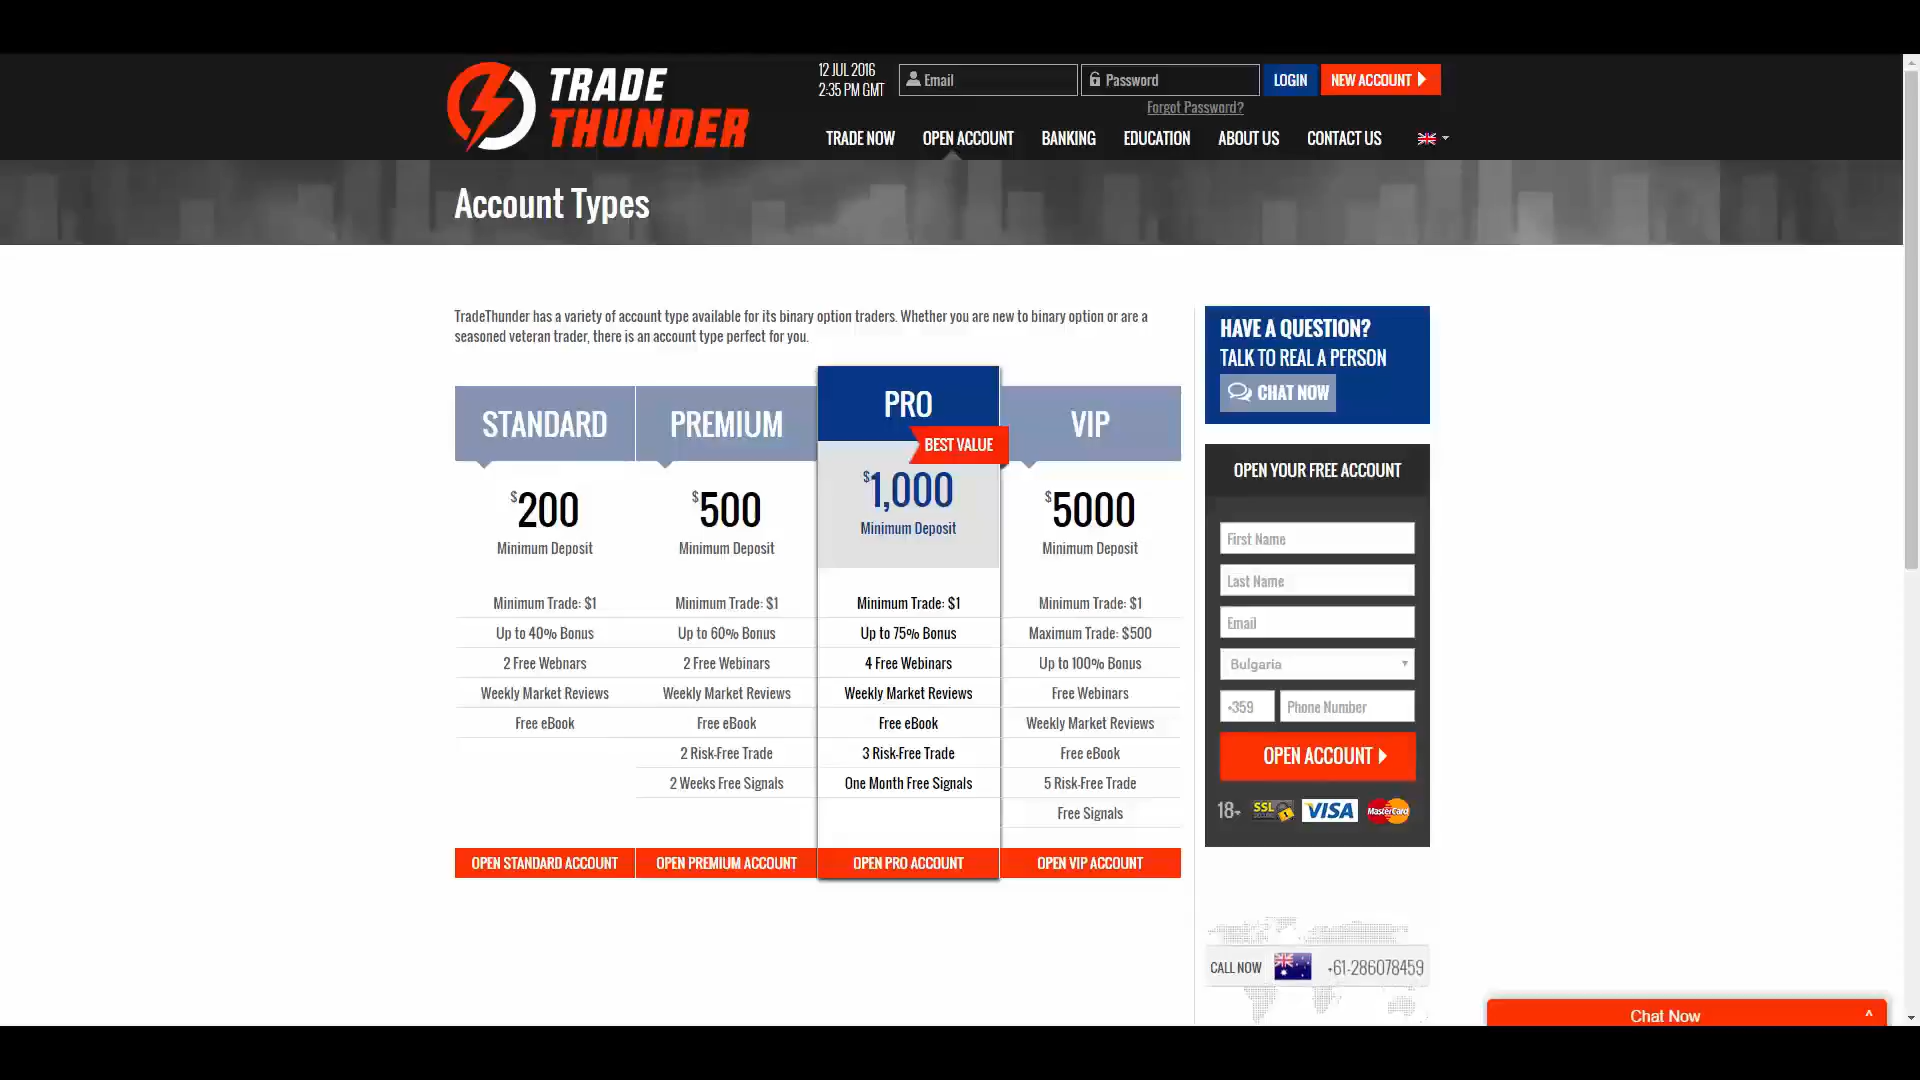 TRADE
THUNDER
12 JUL 2016
2:35 PM GMT
Email
Password
LOGIN
NEW ACCOUNT
Forgot Password?
TRADE NOW
OPEN ACCOUNT
BANKING
EDUCATION
ABOUT US
CONTACT US
Account Types
TradeThunder has a variety of account type available for its binary option traders. Whether you are new to binary option or are a
seasoned veteran trader, there is an account type perfect for you.
STANDARD
$200
Minimum Deposit
Minimum Trade: $1
Up to 40% Bonus
2 Free Webnars
Weekly Market Reviews
Free eBook
OPEN STANDARD ACCOUNT
PREMIUM
$500
Minimum Deposit
Minimum Trade: $1
Up to 60% Bonus
2 Free Webinars
Weekly Market Reviews
Free eBook
2 Risk-Free Trade
2 Weeks Free Signals
OPEN PREMIUM ACCOUNT
PRO
BEST VALUE
$1,000
Minimum Deposit
Minimum Trade: $1
Up to 75% Bonus
4 Free Webinars
Weekly Market Reviews
Free eBook
3 Risk-Free Trade
One Month Free Signals
OPEN PRO ACCOUNT
VIP
$5000
Minimum Deposit
Minimum Trade: $1
Maximum Trade: $500
Up to 100% Bonus
Free Webinars
Weekly Market Reviews
Free eBook
5 Risk-Free Trade
Free Signals
OPEN VIP ACCOUNT
HAVE A QUESTION?
TALK TO REAL A PERSON
CHAT NOW
OPEN YOUR FREE ACCOUNT
First Name
Last Name
Email
Bulgaria
+359
Phone Number
OPEN ACCOUNT
18+
SSL
SECURE
VISA
MasterCard
CALL NOW
+61-286078459
Chat Now